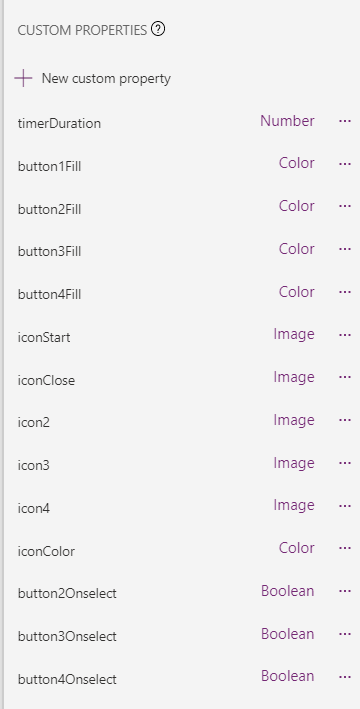 CUSTOM PROPERTIES ?
+ New custom property
timerDuration Number ...
button1Fill Color ...
button2Fill Color ...
button3Fill Color ...
button4Fill Color ...
iconStart Image ...
iconClose Image ...
icon2 Image ...
icon3 Image ...
icon4 Image ...
iconColor Color ...
button2Onselect Boolean ...
button3Onselect Boolean ...
button4Onselect Boolean ...